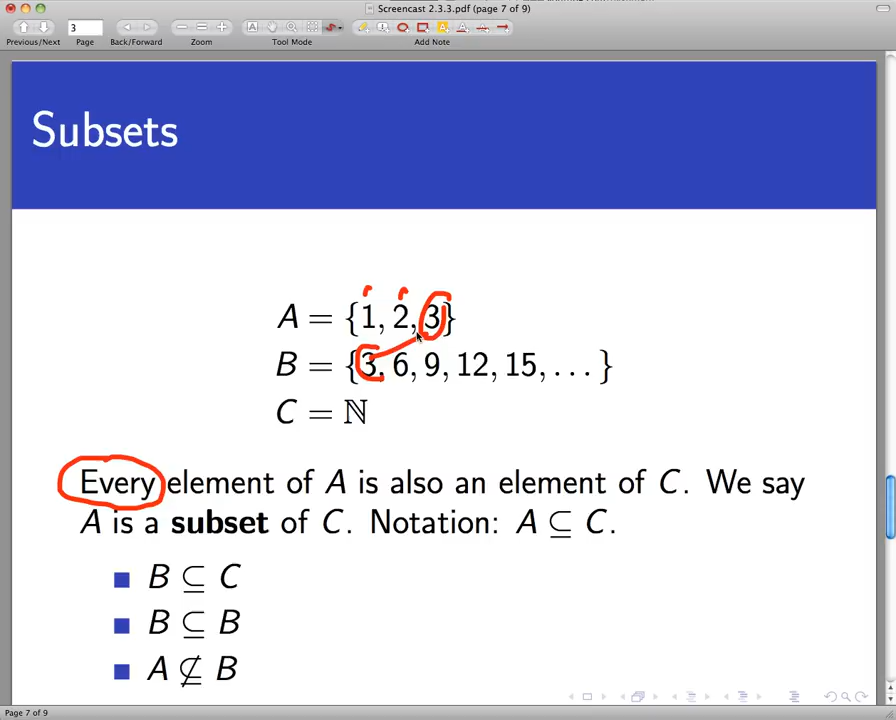 Screencast 2.3.3.pdf (page 7 of 9)
3
Previous/Next Page Back/Forward Zoom Tool Mode Add Note
Subsets
A = {1, 2, 3}
B = {3, 6, 9, 12, 15, . . . }
C = ℕ
Every element of A is also an element of C. We say
A is a subset of C. Notation: A ⊆ C.
B ⊆ C
B ⊆ B
A ⊈ B
Page 7 of 9